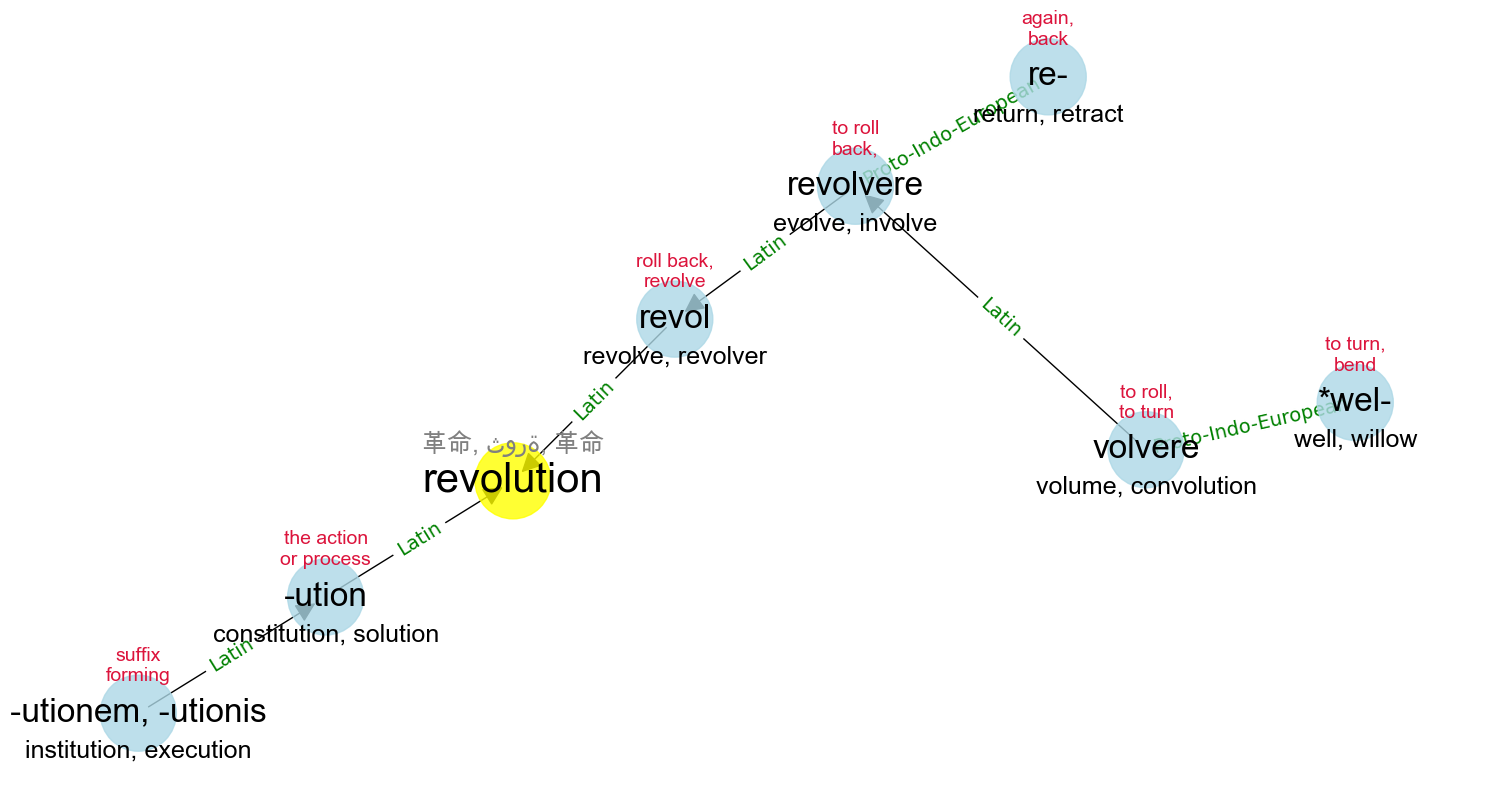 again,
back
re-
return, retract
Proto-Indo-European
to roll
back,
revolvere
evolve, involve
Latin
roll back,
revolve
revol
revolve, revolver
Latin
Latin
to turn,
bend
*wel-
well, willow
Proto-Indo-European
to roll,
to turn
volvere
volume, convolution
革命, ثورة, 革命
revolution
Latin
the action
or process
-ution
constitution, solution
Latin
suffix
forming
-utionem, -utionis
institution, execution